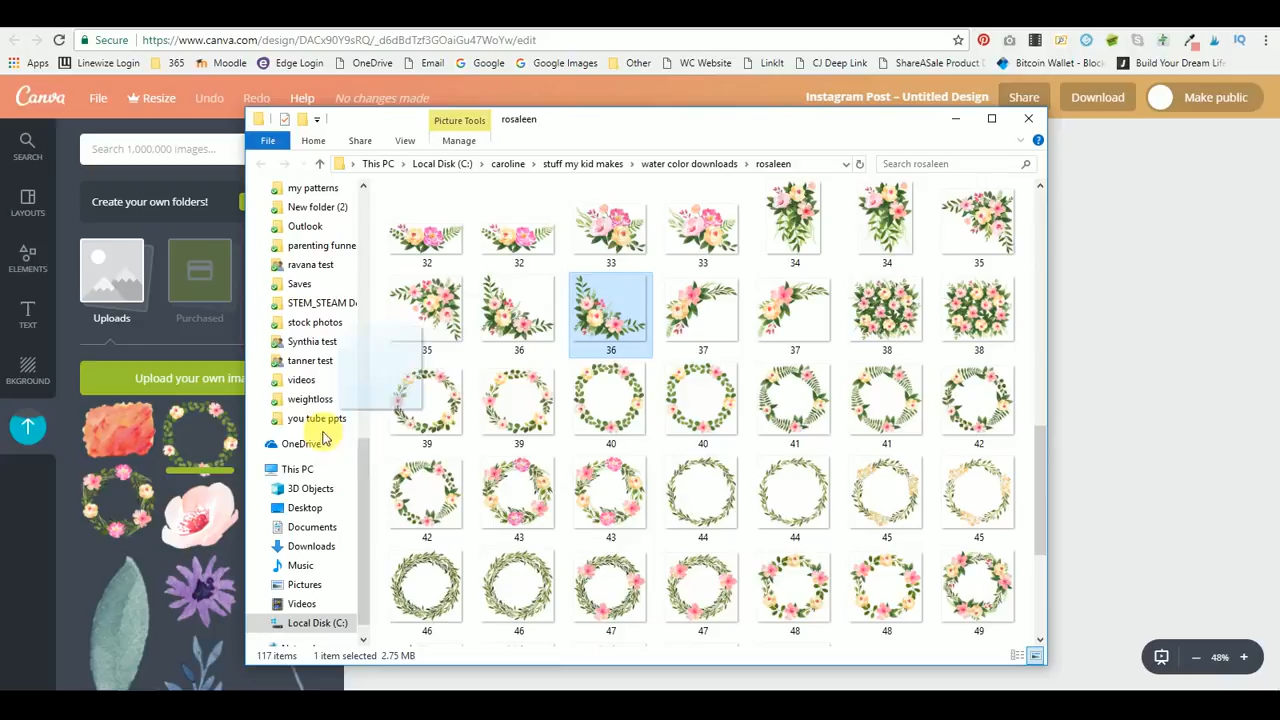 Secure
https://www.canva.com/design/DACx90Y9sRQ/_d6dBdTzf3GOaiGu47WoYw/edit
Apps Linewize Login 365 Moodle Edge Login OneDrive Email Google Google Images Other WC Website LinkIt CJ Deep Link ShareASale Product D Bitcoin Wallet - Block Build Your Dream Life
Canva File Resize Undo Redo Help No changes made Instagram Post – Untitled Design Share Download Make public
SEARCH
LAYOUTS
ELEMENTS
TEXT
BKGROUND
Search 1,000,000 images...
Create your own folders!
Uploads Purchased
Upload your own ima
Picture Tools rosaleen
File Home Share View Manage
This PC Local Disk (C:) caroline stuff my kid makes water color downloads rosaleen Search rosaleen
my patterns
New folder (2)
Outlook
parenting funne
ravana test
Saves
STEM_STEAM De
stock photos
Synthia test
tanner test
videos
weightloss
you tube ppts
OneDrive
This PC
3D Objects
Desktop
Documents
Downloads
Music
Pictures
Videos
Local Disk (C:)
32 32 33 33 34 34 35
35 36 36 37 37 38 38
39 39 40 40 41 41 42
42 43 43 44 44 45 45
46 46 47 47 48 48 49
117 items 1 item selected 2.75 MB
48%